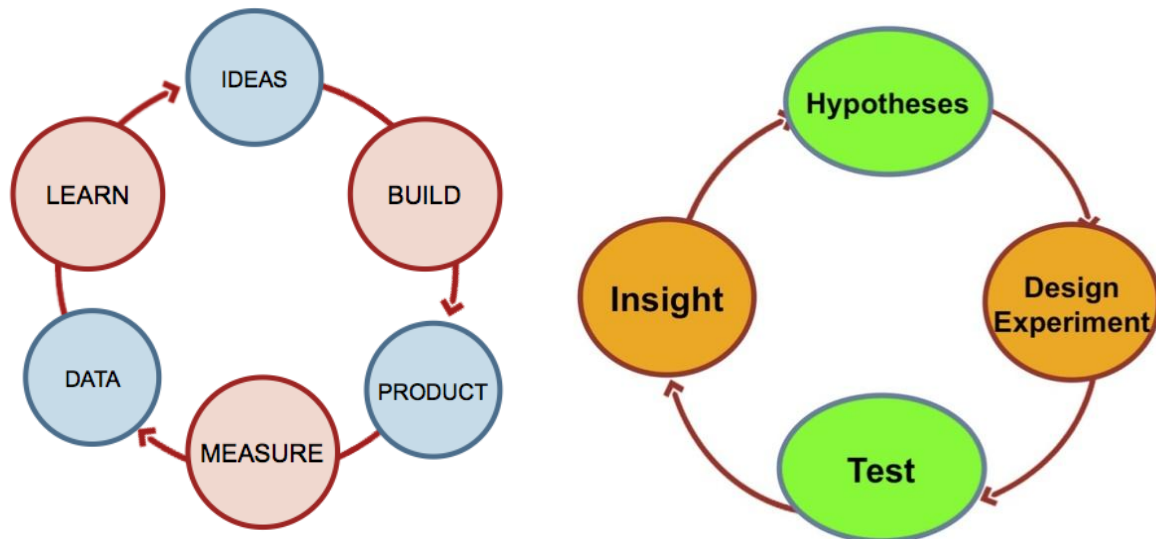 IDEAS
BUILD
PRODUCT
MEASURE
DATA
LEARN
Hypotheses
Design
Experiment
Test
Insight